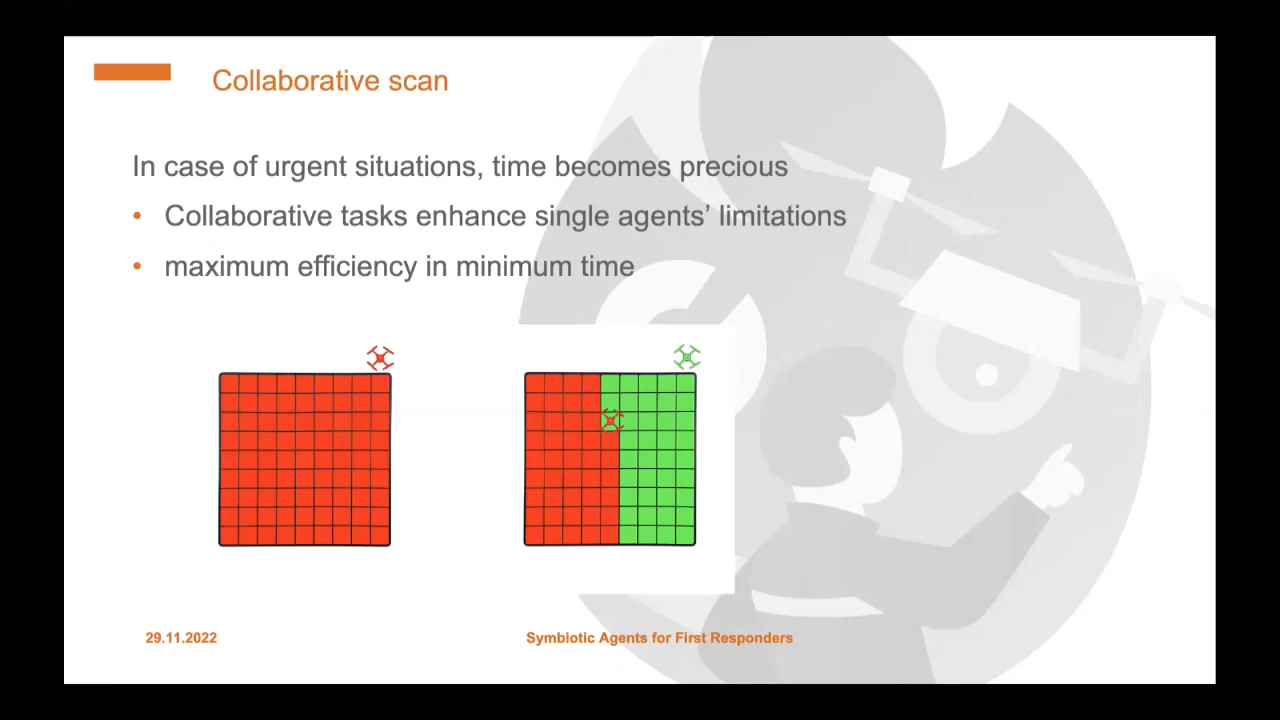 Collaborative scan
In case of urgent situations, time becomes precious
• Collaborative tasks enhance single agents’ limitations
• maximum efficiency in minimum time
29.11.2022
Symbiotic Agents for First Responders